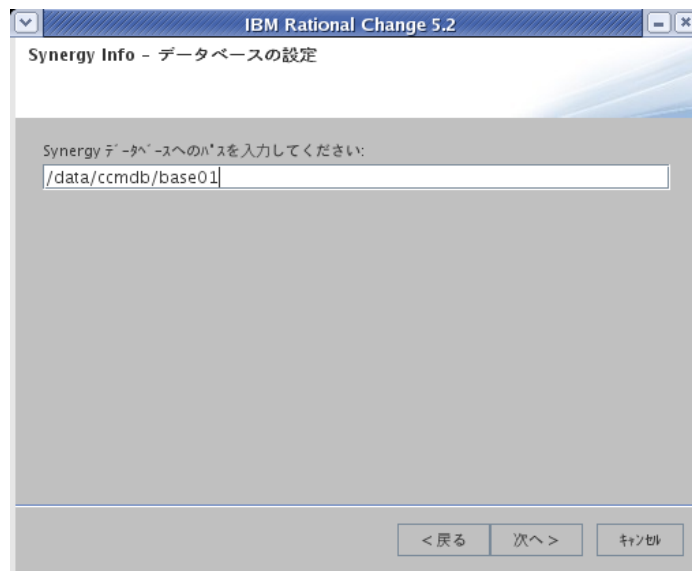 IBM Rational Change 5.2
Synergy Info - データベースの設定
Synergy ﾃﾞｰﾀﾍﾞｰｽへのﾊﾟｽを入力してください:
/data/ccmdb/base01
< 戻る
次へ >
ｷｬﾝｾﾙ